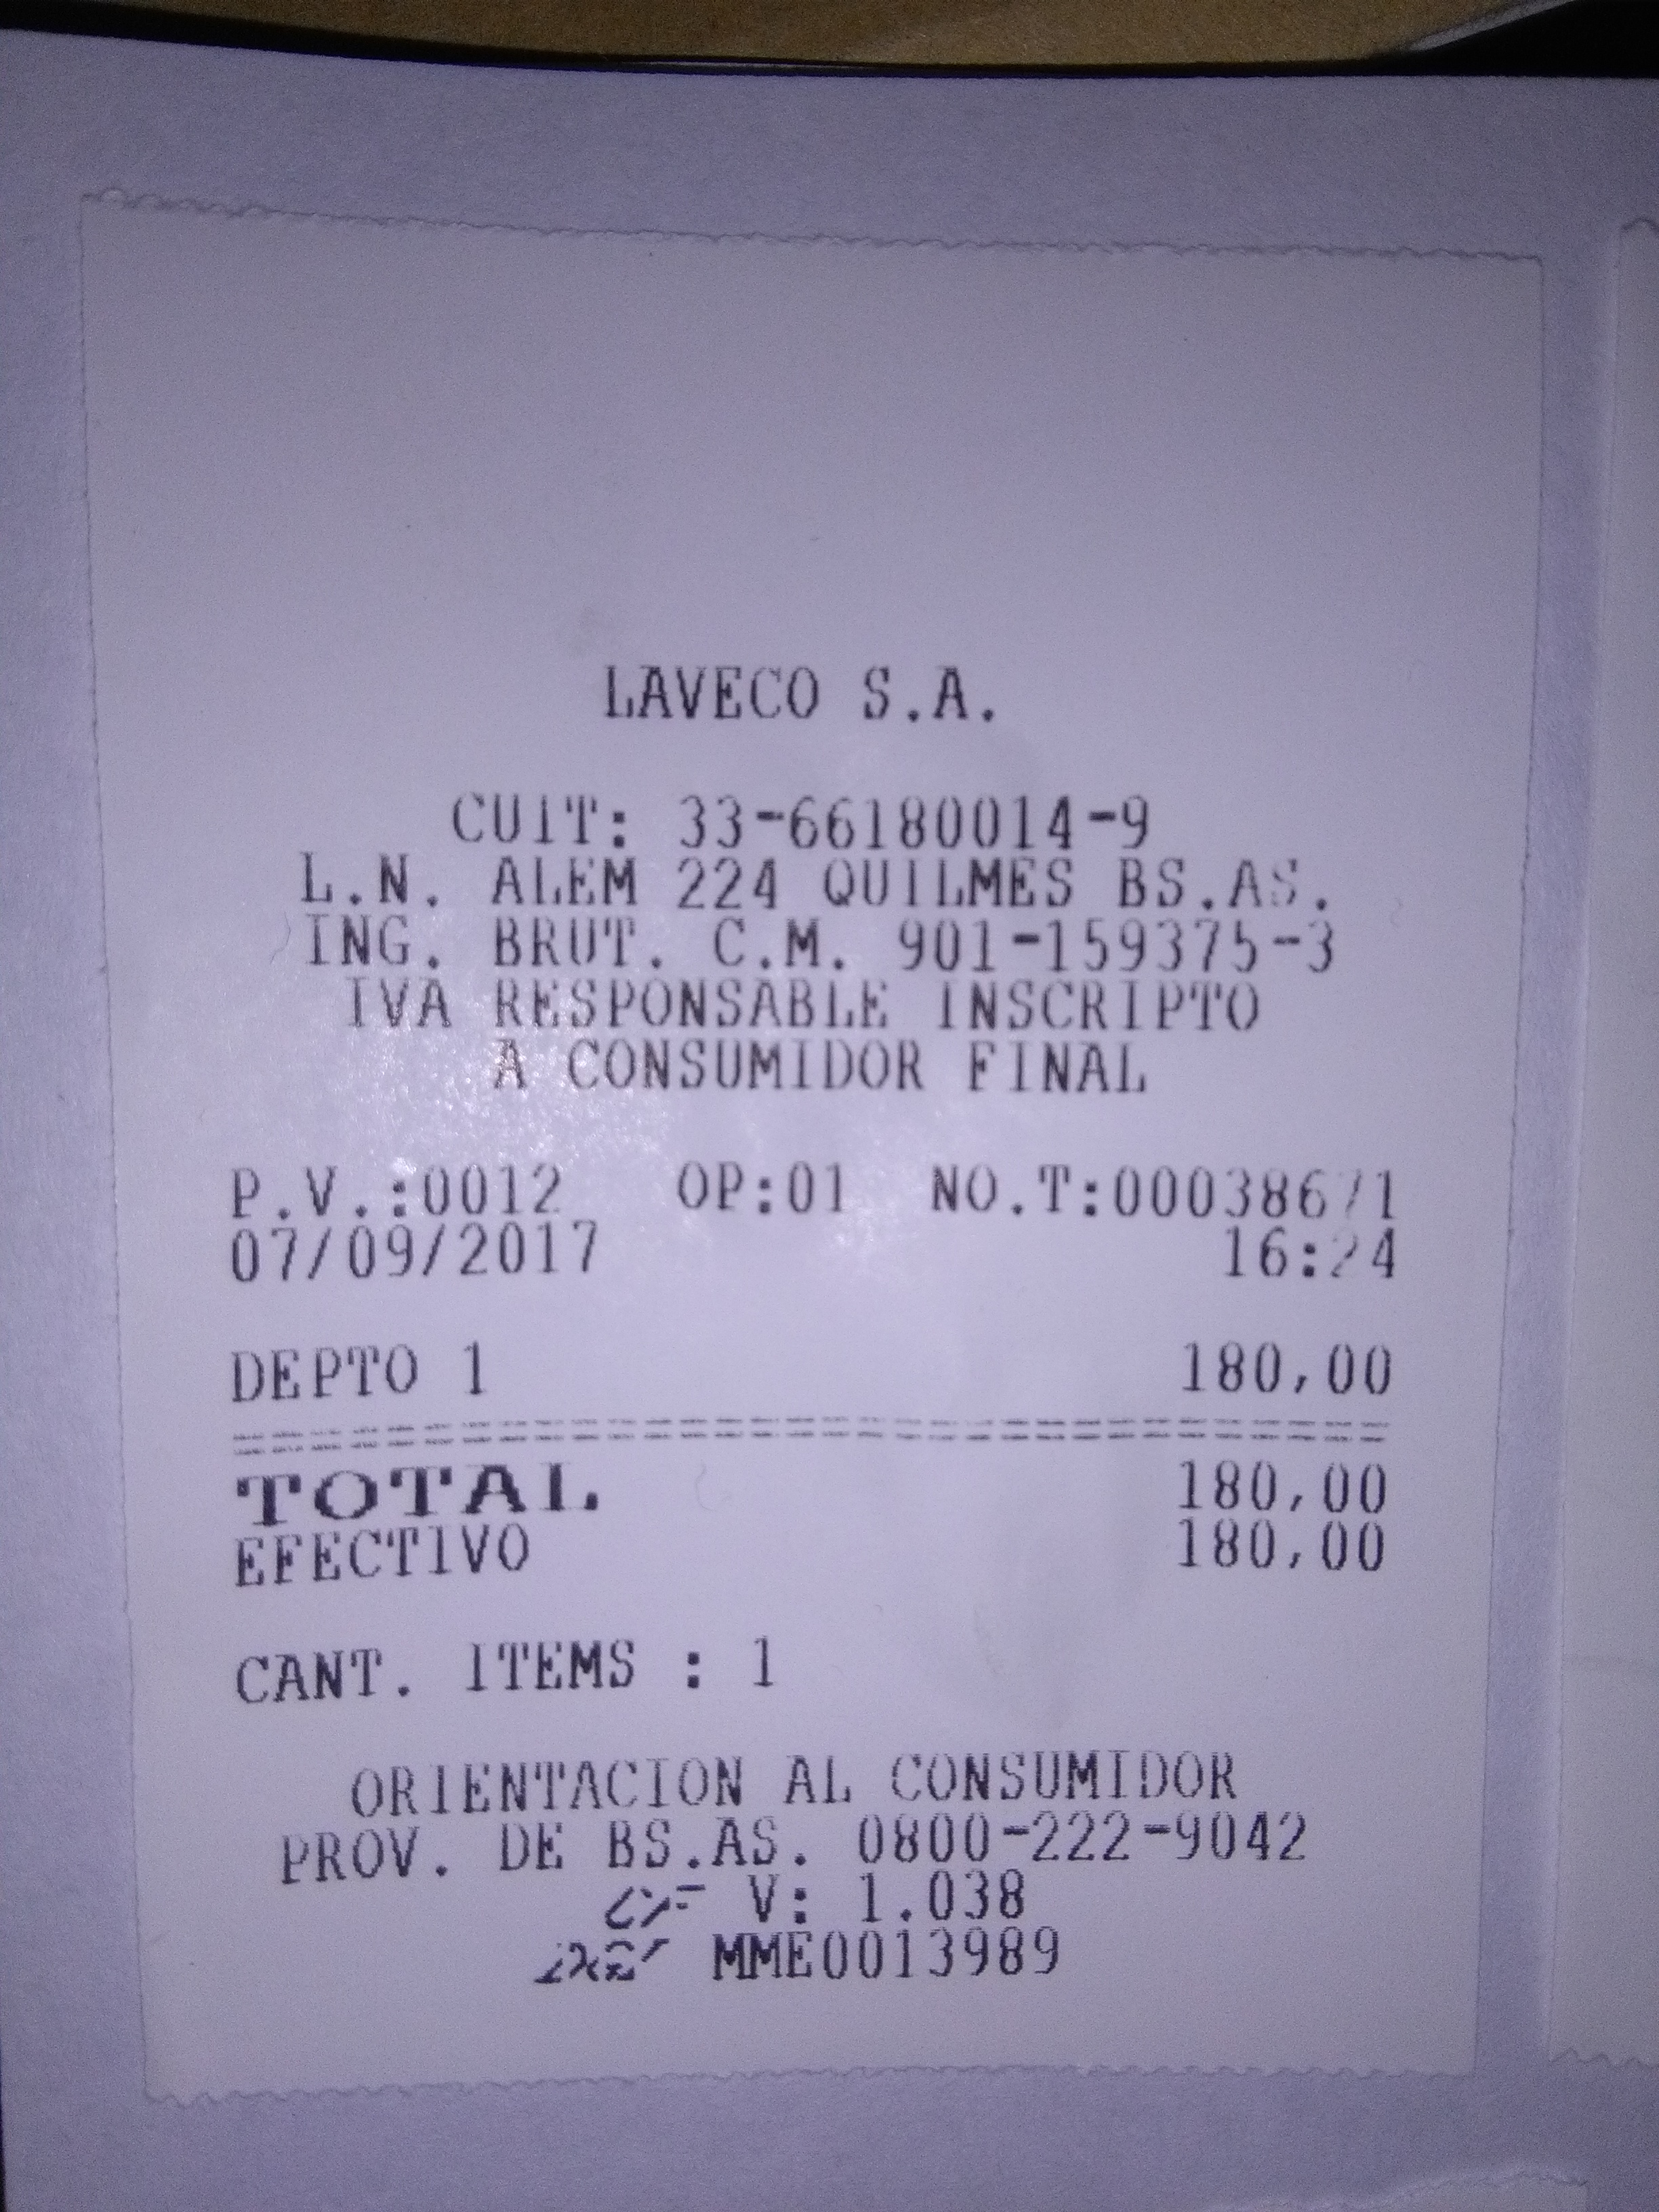 LAVECO S.A.
CUIT: 33-66180014-9
L.N. ALEM 224 QUILMES BS.AS.
ING. BRUT. C.M. 901-159375-3
IVA RESPONSABLE INSCRIPTO
A CONSUMIDOR FINAL
P.V.:0012 OP:01 NO.T:00038671
07/09/2017 16:24
DEPTO 1 180,00
TOTAL 180,00
EFECTIVO 180,00
CANT. ITEMS : 1
ORIENTACION AL CONSUMIDOR
PROV. DE BS.AS. 0800-222-9042
CF V: 1.038
MME0013989